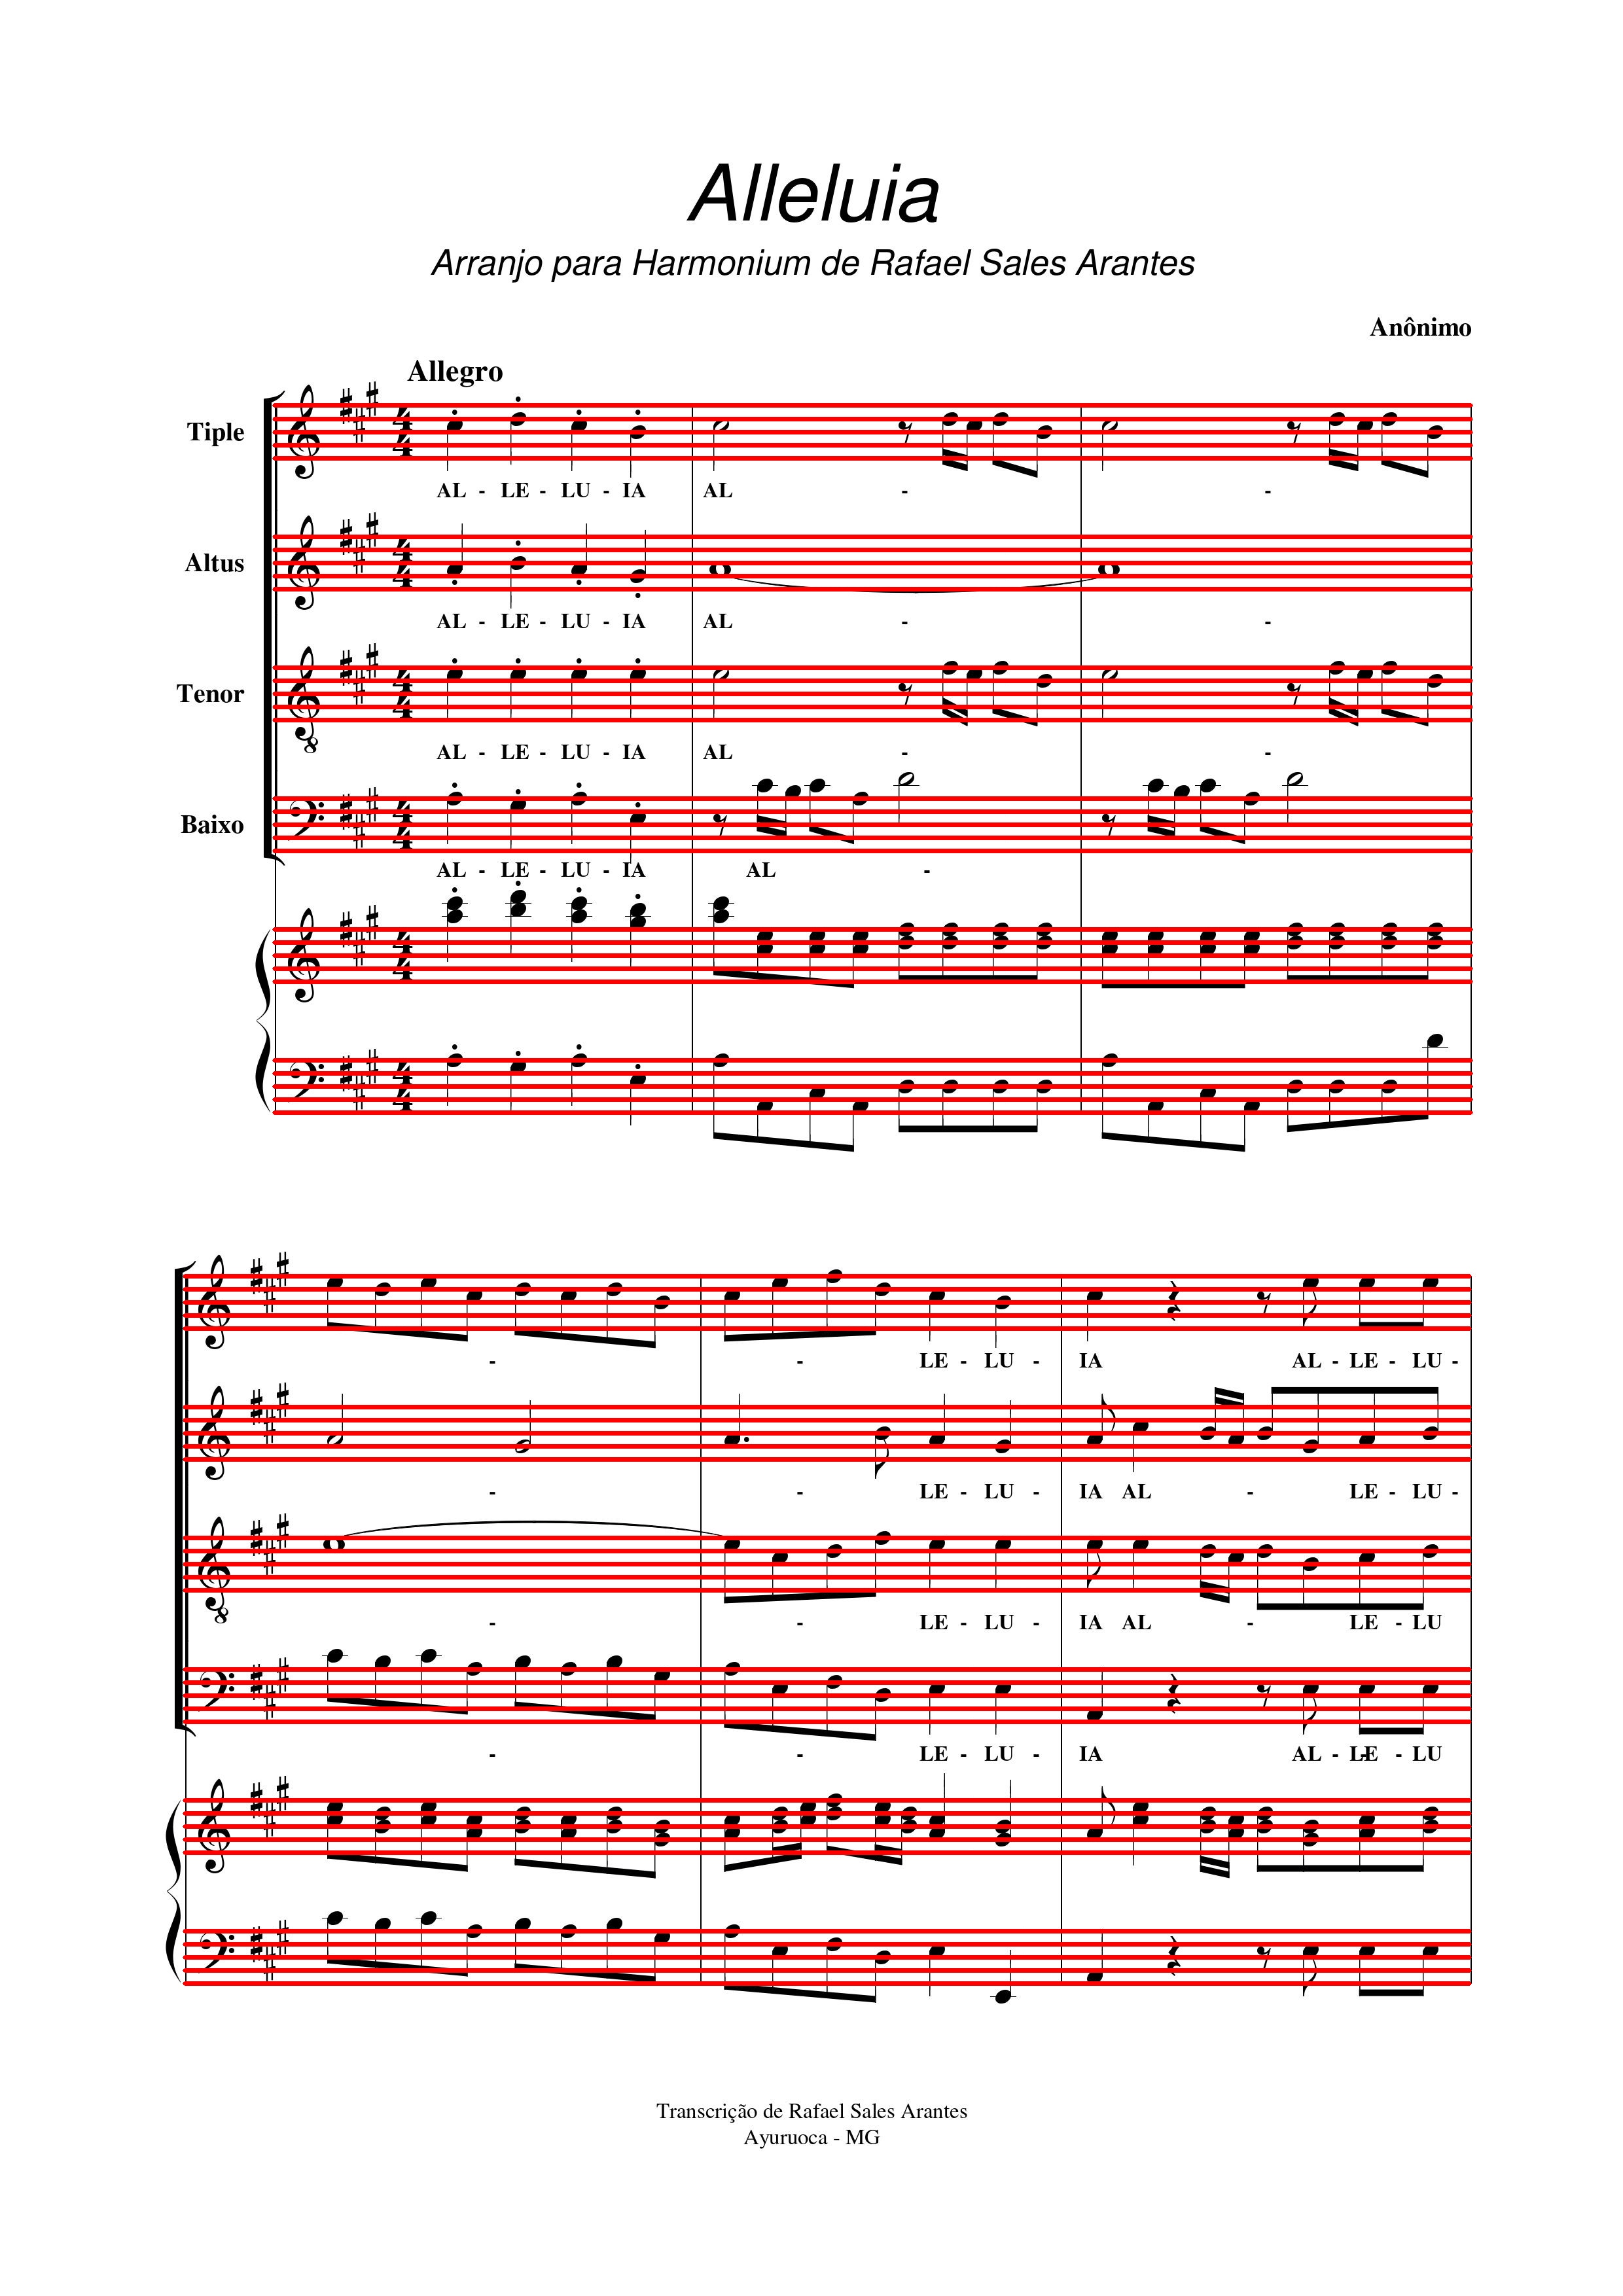 Alleluia
Arranjo para Harmonium de Rafael Sales Arantes
Anônimo
Allegro
Tiple
AL - LE - LU - IA AL - -
Altus
AL - LE - LU - IA AL - -
Tenor
AL - LE - LU - IA AL - -
Baixo
AL - LE - LU - IA AL -
- - LE - LU - IA AL - LE - LU -
- - LE - LU - IA AL - LE - LU -
- - LE - LU - IA AL - LE - LU
- - LE - LU - IA AL - LE - LU
Transcrição de Rafael Sales Arantes
Ayuruoca - MG